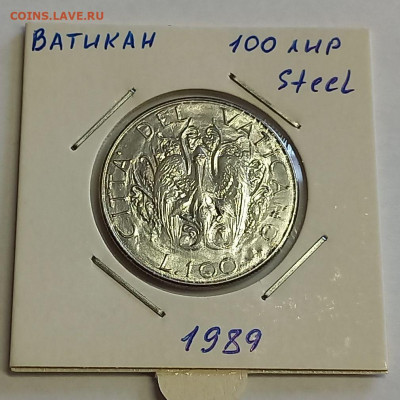 COINS.LAVE.RU
ВАТИКАН 100 лир
Steel
CITTA' DEL VATICANO
L.100
1989